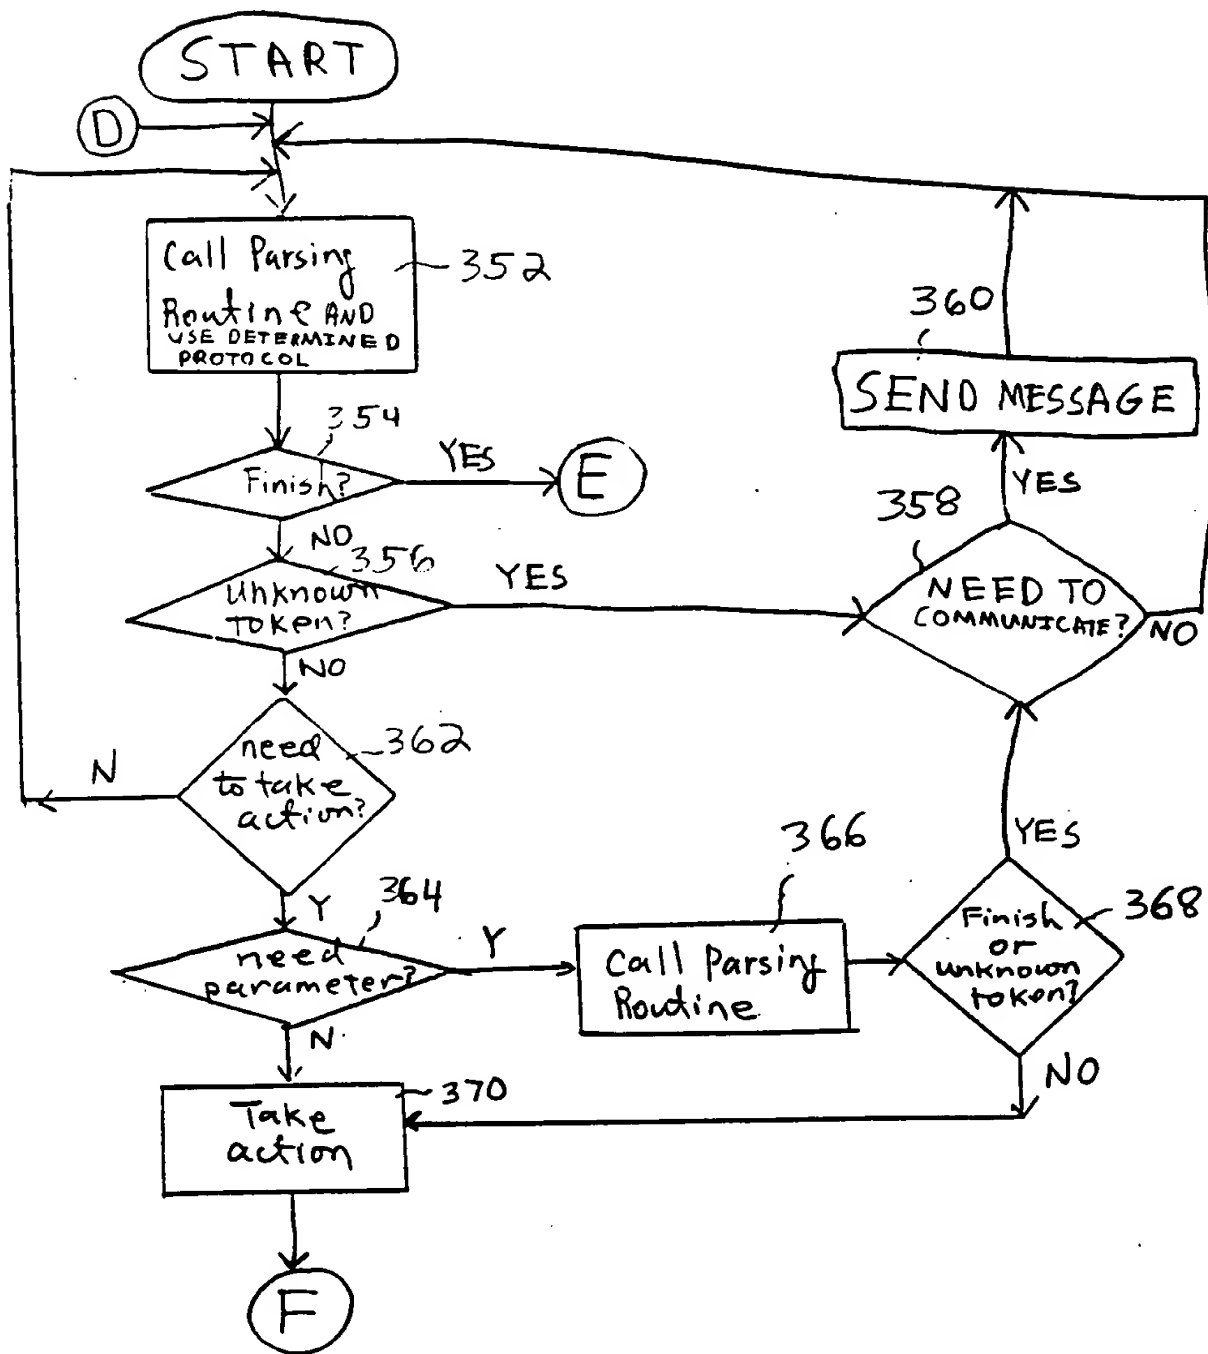 START
D
Call Parsing
Routine AND
USE DETERMINED
PROTOCOL
352
354
Finish?
YES
E
NO
356
Unknown
token?
YES
NO
358
NEED TO
COMMUNICATE?
YES
NO
360
SEND MESSAGE
362
need
to take
action?
N
Y
364
need
parameter?
Y
N
366
Call Parsing
Routine
368
Finish
or
unknown
token?
YES
NO
370
Take
action
F